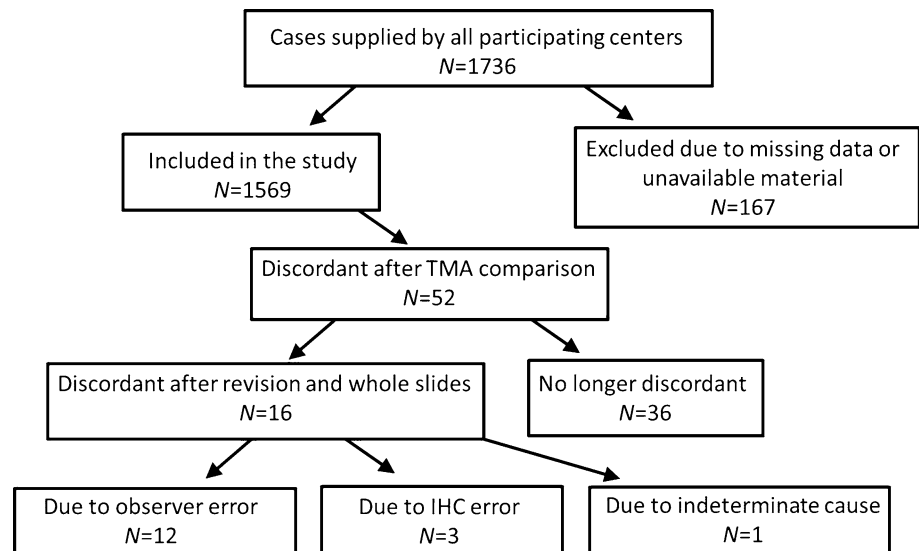 Cases supplied by all participating centers
N=1736
Included in the study
N=1569
Excluded due to missing data or
unavailable material
N=167
Discordant after TMA comparison
N=52
Discordant after revision and whole slides
N=16
No longer discordant
N=36
Due to observer error
N=12
Due to IHC error
N=3
Due to indeterminate cause
N=1